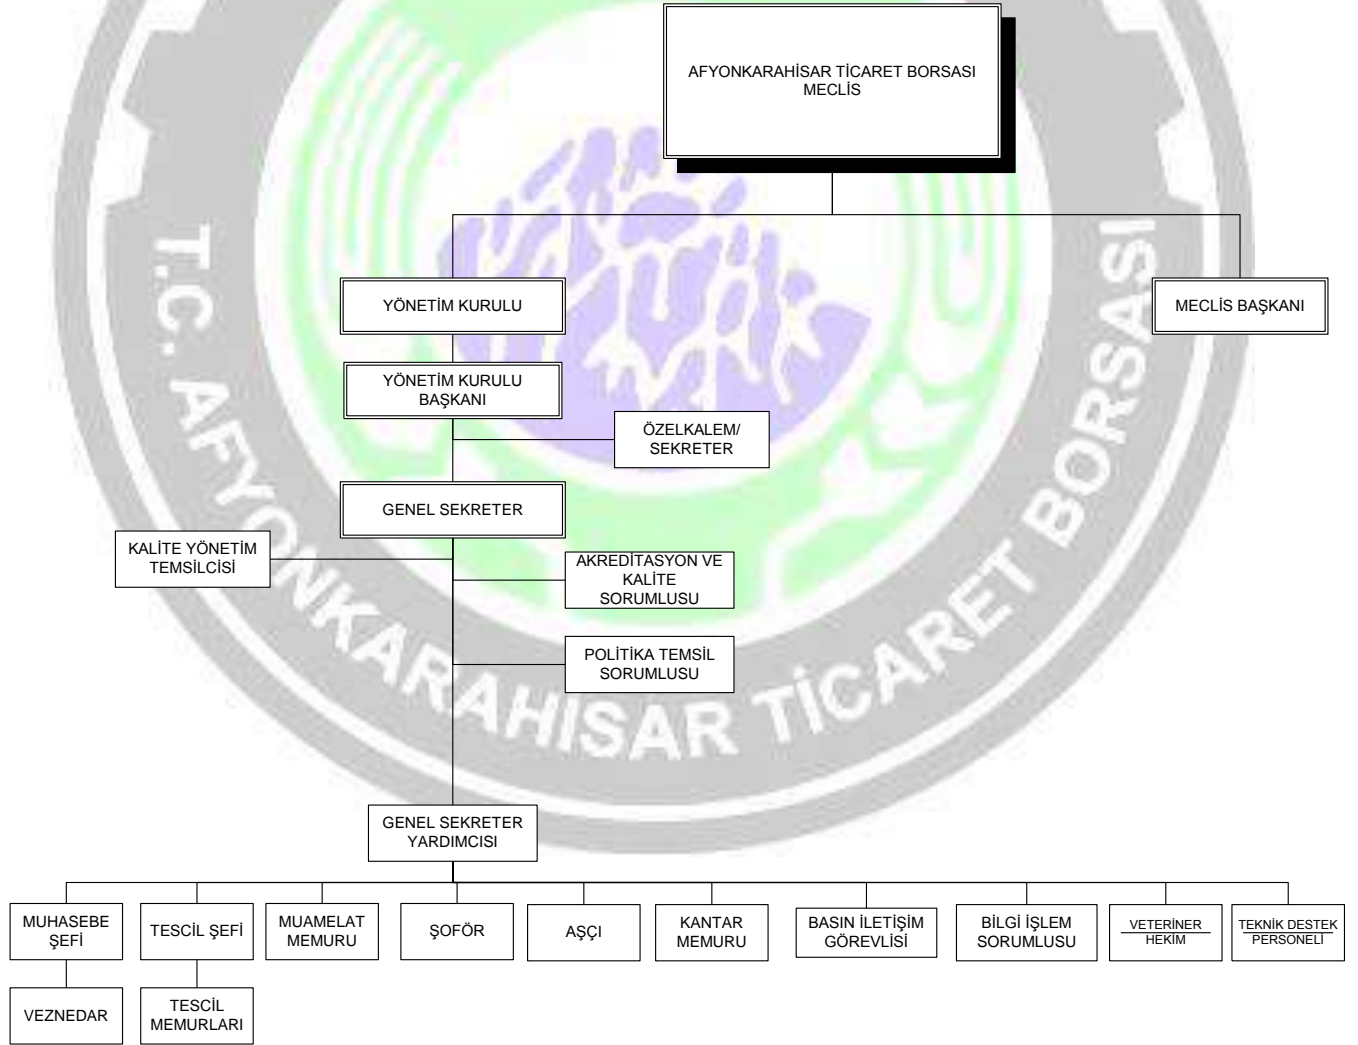 AFYONKARAHİSAR TİCARET BORSASI
MECLİS
YÖNETİM KURULU
MECLİS BAŞKANI
YÖNETİM KURULU
BAŞKANI
ÖZELKALEM/
SEKRETER
GENEL SEKRETER
KALİTE YÖNETİM
TEMSİLCİSİ
AKREDİTASYON VE
KALİTE
SORUMLUSU
POLİTİKA TEMSİL
SORUMLUSU
GENEL SEKRETER
YARDIMCISI
MUHASEBE
ŞEFİ
TESCİL ŞEFİ
MUAMELAT
MEMURU
ŞOFÖR
AŞÇI
KANTAR
MEMURU
BASIN İLETİŞİM
GÖREVLİSİ
BİLGİ İŞLEM
SORUMLUSU
VETERİNER
HEKİM
TEKNİK DESTEK
PERSONELİ
VEZNEDAR
TESCİL
MEMURLARI
T.C. AFYONKARAHİSAR TİCARET BORSASI